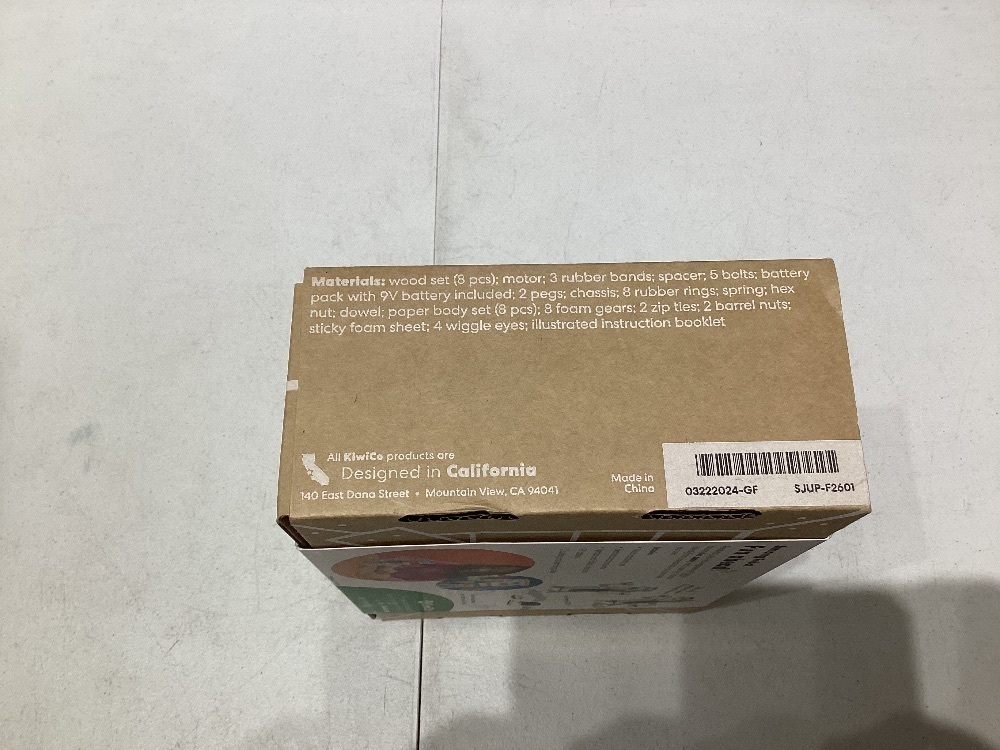 Materials: wood set (8 pcs); motor; 3 rubber bands; spacer; 5 bolts; battery
pack with 9V battery included; 2 pegs; chassis; 8 rubber rings; spring; hex
nut; dowel; paper body set (8 pcs); 8 foam gears; 2 zip ties; 2 barrel nuts;
sticky foam sheet; 4 wiggle eyes; illustrated instruction booklet
All KiwiCo products are
Designed in California
140 East Dana Street • Mountain View, CA 94041
Made in
China
03222024-GF SJUP-F2601